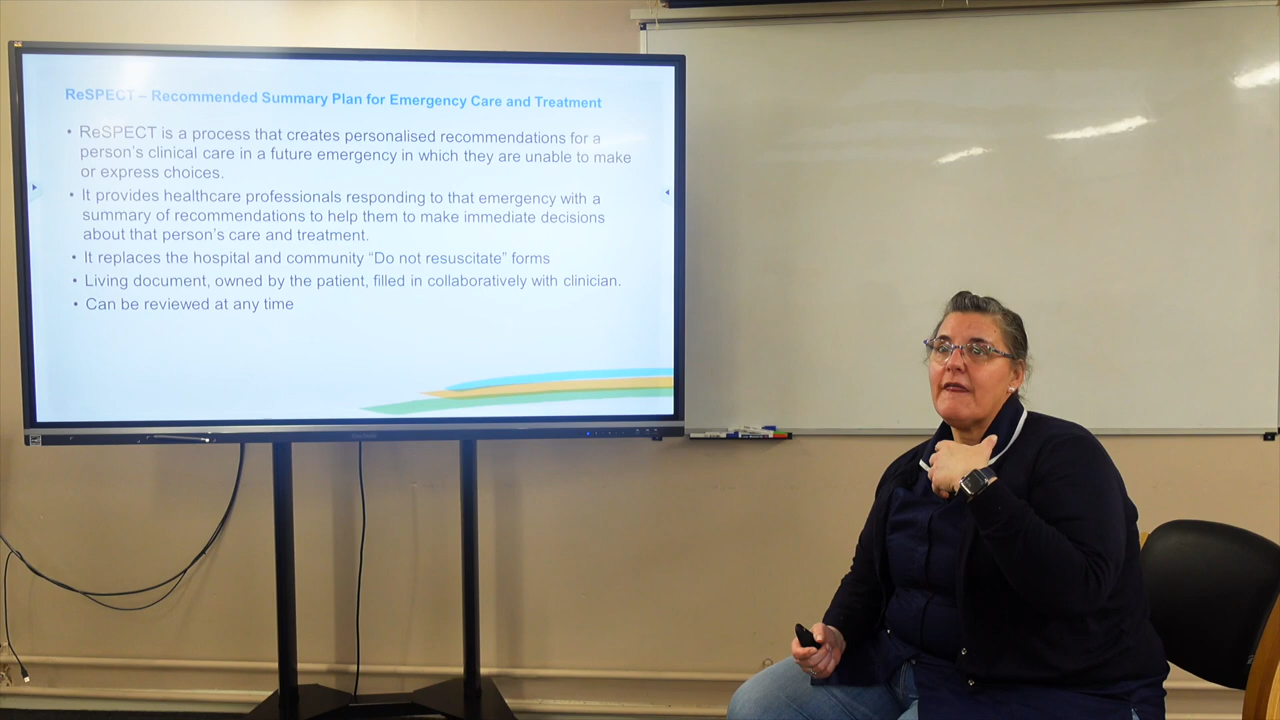 ReSPECT – Recommended Summary Plan for Emergency Care and Treatment
• ReSPECT is a process that creates personalised recommendations for a
person's clinical care in a future emergency in which they are unable to make
or express choices.
• It provides healthcare professionals responding to that emergency with a
summary of recommendations to help them to make immediate decisions
about that person's care and treatment.
• It replaces the hospital and community "Do not resuscitate" forms
• Living document, owned by the patient, filled in collaboratively with clinician.
• Can be reviewed at any time